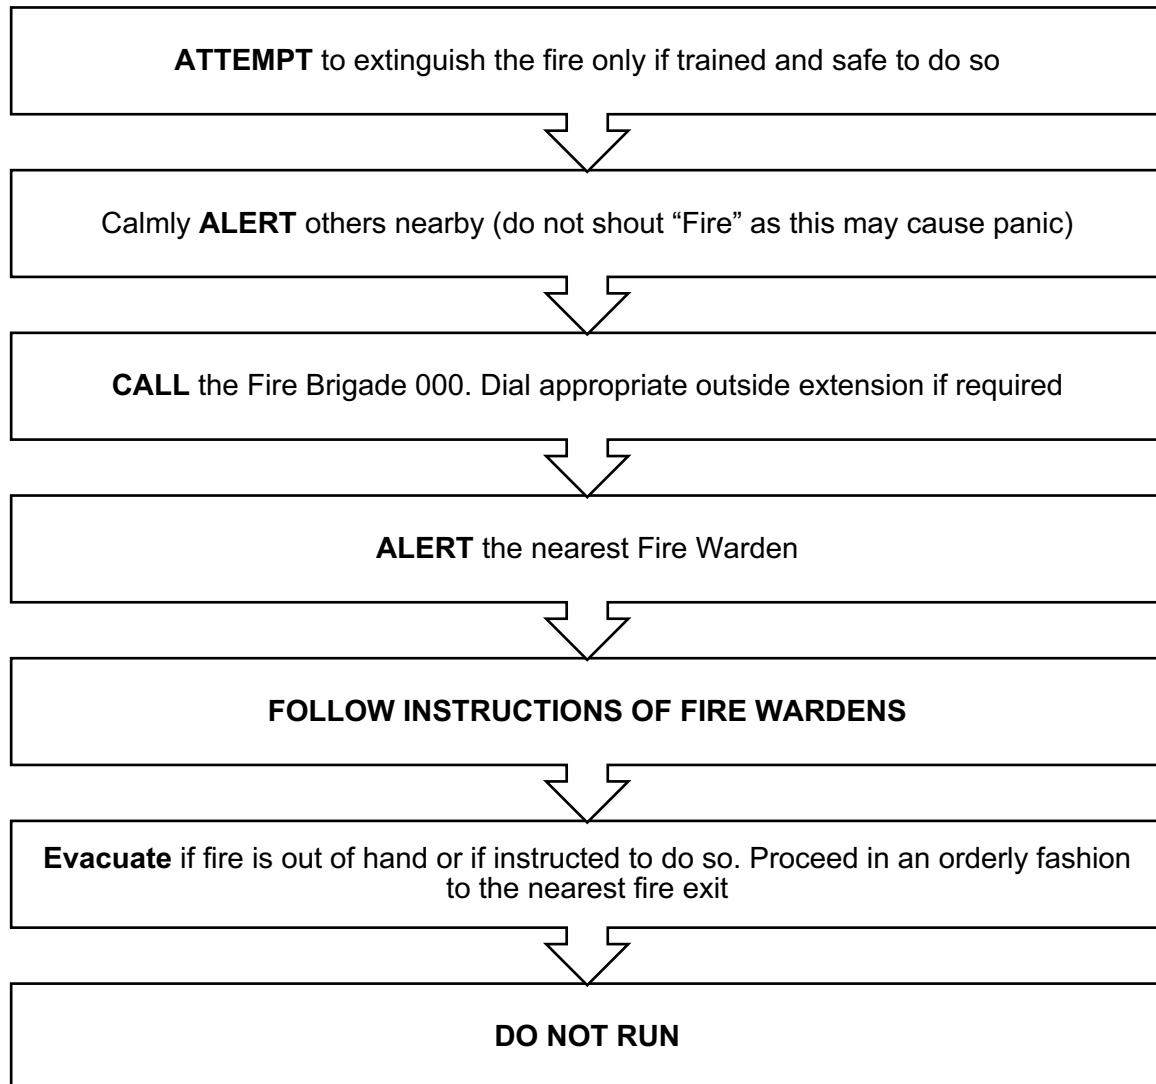 ATTEMPT to extinguish the fire only if trained and safe to do so
Calmly ALERT others nearby (do not shout “Fire” as this may cause panic)
CALL the Fire Brigade 000. Dial appropriate outside extension if required
ALERT the nearest Fire Warden
FOLLOW INSTRUCTIONS OF FIRE WARDENS
Evacuate if fire is out of hand or if instructed to do so. Proceed in an orderly fashion
to the nearest fire exit
DO NOT RUN